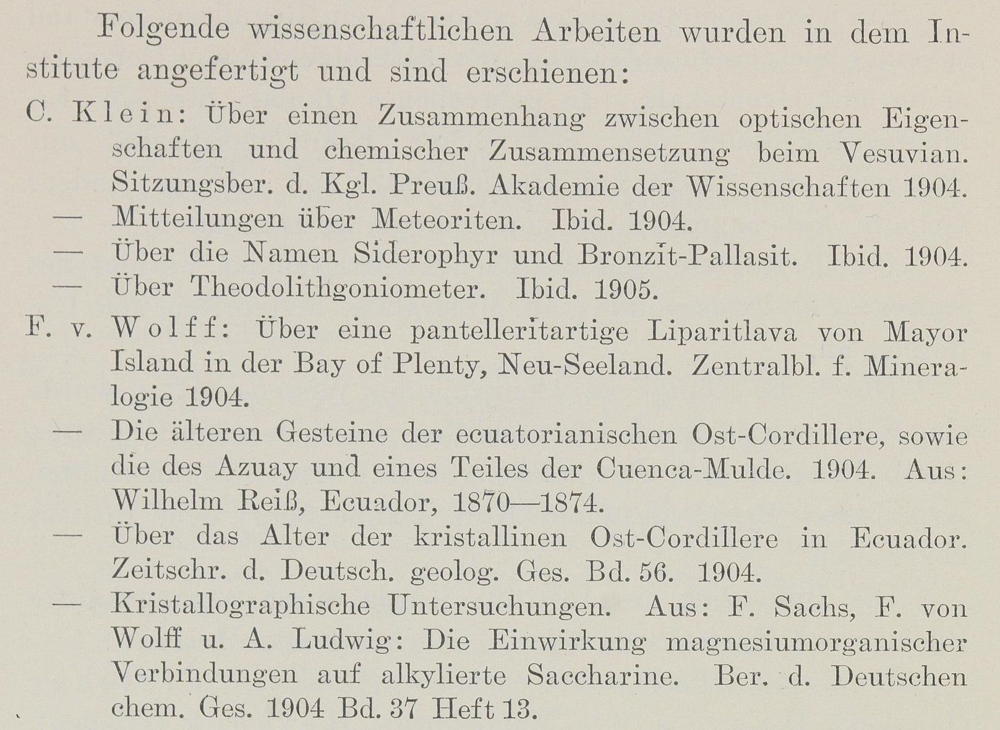 Folgende wissenschaftlichen Arbeiten wurden in dem In-
stitute angefertigt und sind erschienen:
C. Klein: Über einen Zusammenhang zwischen optischen Eigen-
schaften und chemischer Zusammensetzung beim Vesuvian.
Sitzungsber. d. Kgl. Preuß. Akademie der Wissenschaften 1904.
— Mitteilungen über Meteoriten. Ibid. 1904.
— Über die Namen Siderophyr und Bronzit-Pallasit. Ibid. 1904.
— Über Theodolithgoniometer. Ibid. 1905.
F. v. Wolff: Über eine pantelleritartige Liparitlava von Mayor
Island in der Bay of Plenty, Neu-Seeland. Zentralbl. f. Minera-
logie 1904.
— Die älteren Gesteine der ecuatorianischen Ost-Cordillere, sowie
die des Azuay und eines Teiles der Cuenca-Mulde. 1904. Aus:
Wilhelm Reiß, Ecuador, 1870—1874.
— Über das Alter der kristallinen Ost-Cordillere in Ecuador.
Zeitschr. d. Deutsch. geolog. Ges. Bd. 56. 1904.
— Kristallographische Untersuchungen. Aus: F. Sachs, F. von
Wolff u. A. Ludwig: Die Einwirkung magnesiumorganischer
Verbindungen auf alkylierte Saccharine. Ber. d. Deutschen
chem. Ges. 1904 Bd. 37 Heft 13.